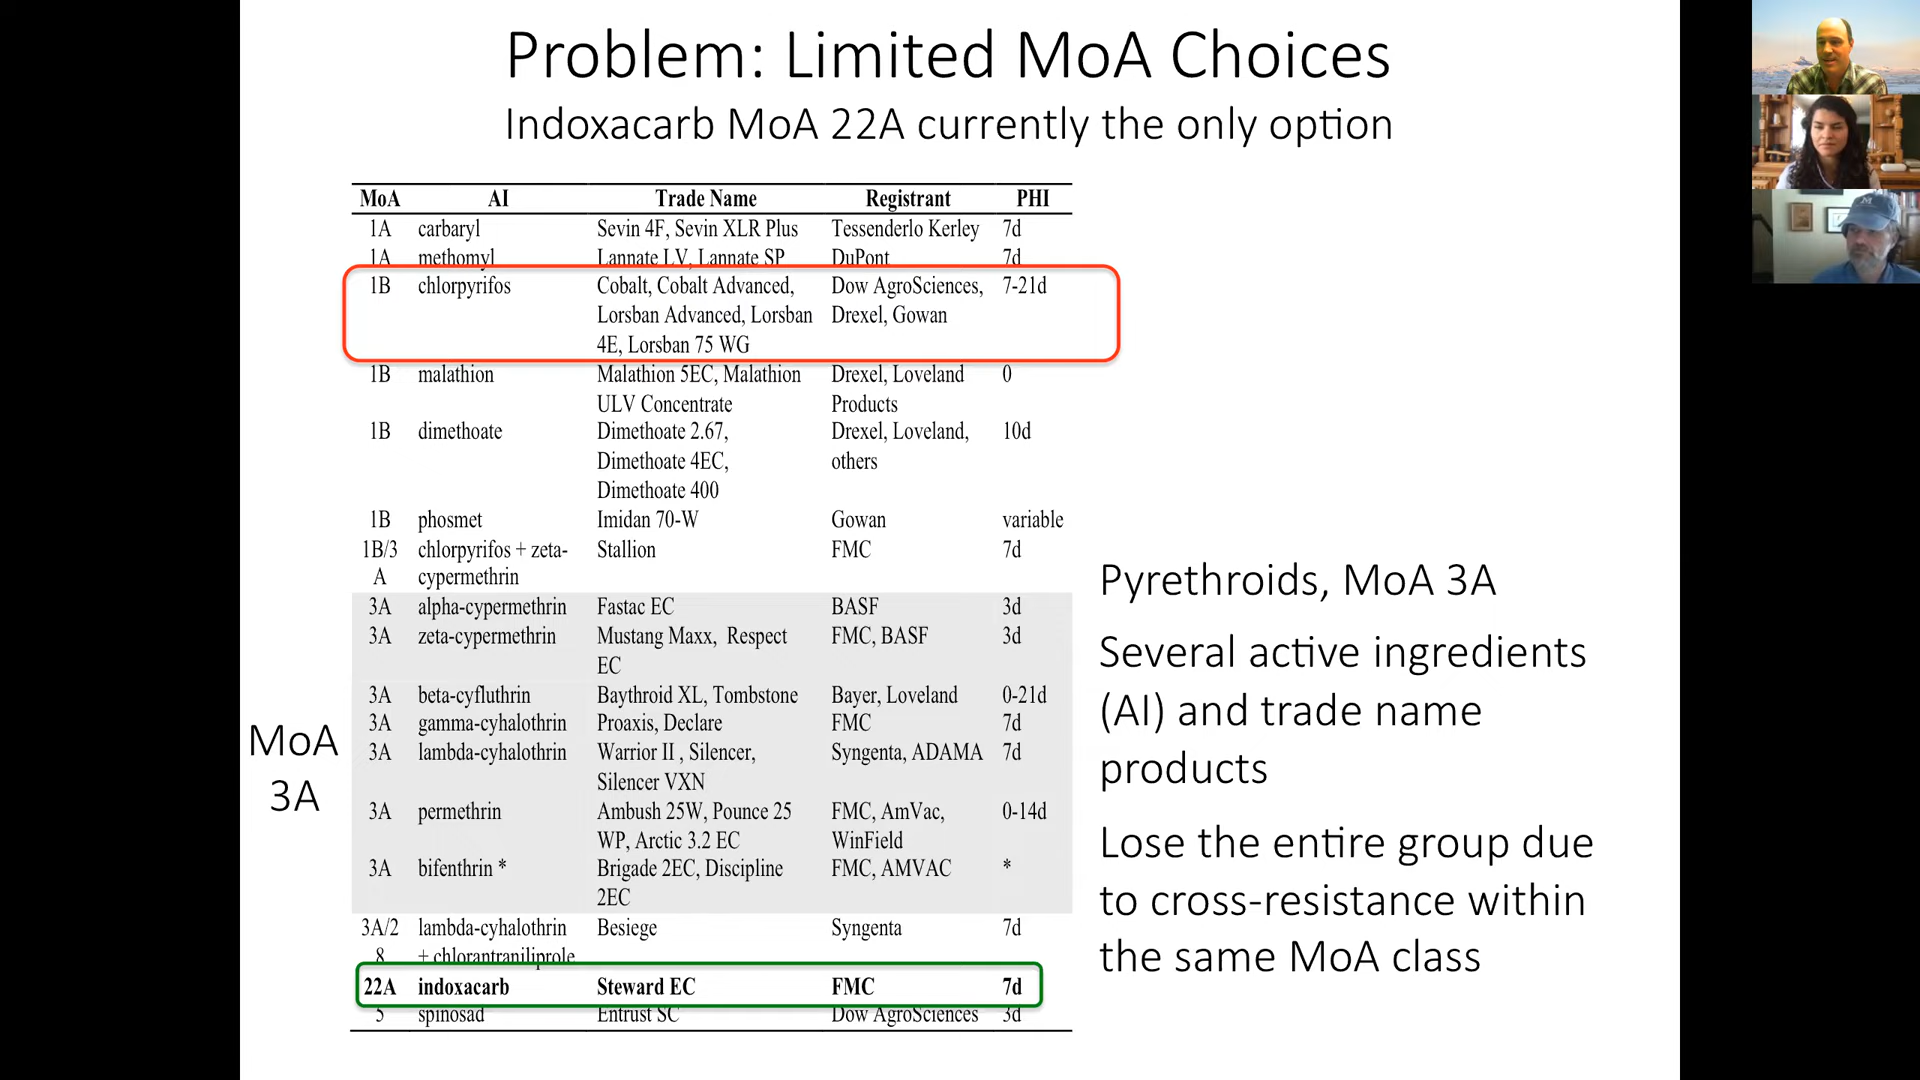 Problem: Limited MoA Choices
Indoxacarb MoA 22A currently the only option
MoA AI Trade Name Registrant PHI
1A carbaryl Sevin 4F, Sevin XLR Plus Tessenderlo Kerley 7d
1A methomyl Lannate LV, Lannate SP DuPont 7d
1B chlorpyrifos Cobalt, Cobalt Advanced, Dow AgroSciences, 7-21d
Lorsban Advanced, Lorsban Drexel, Gowan
4E, Lorsban 75 WG
1B malathion Malathion 5EC, Malathion Drexel, Loveland 0
ULV Concentrate Products
1B dimethoate Dimethoate 2.67, Drexel, Loveland, 10d
Dimethoate 4EC, others
Dimethoate 400
1B phosmet Imidan 70-W Gowan variable
1B/3 chlorpyrifos + zeta- Stallion FMC 7d
A cypermethrin
3A alpha-cypermethrin Fastac EC BASF 3d
3A zeta-cypermethrin Mustang Maxx, Respect FMC, BASF 3d
EC
3A beta-cyfluthrin Baythroid XL, Tombstone Bayer, Loveland 0-21d
3A gamma-cyhalothrin Proaxis, Declare FMC 7d
3A lambda-cyhalothrin Warrior II , Silencer, Syngenta, ADAMA 7d
Silencer VXN
3A permethrin Ambush 25W, Pounce 25 FMC, AmVac, 0-14d
WP, Arctic 3.2 EC WinField
3A bifenthrin * Brigade 2EC, Discipline FMC, AMVAC *
2EC
3A/2 lambda-cyhalothrin Besiege Syngenta 7d
8 + chlorantraniliprole
22A indoxacarb Steward EC FMC 7d
5 spinosad Entrust SC Dow AgroSciences 3d
MoA
3A
Pyrethroids, MoA 3A
Several active ingredients
(AI) and trade name
products
Lose the entire group due
to cross-resistance within
the same MoA class